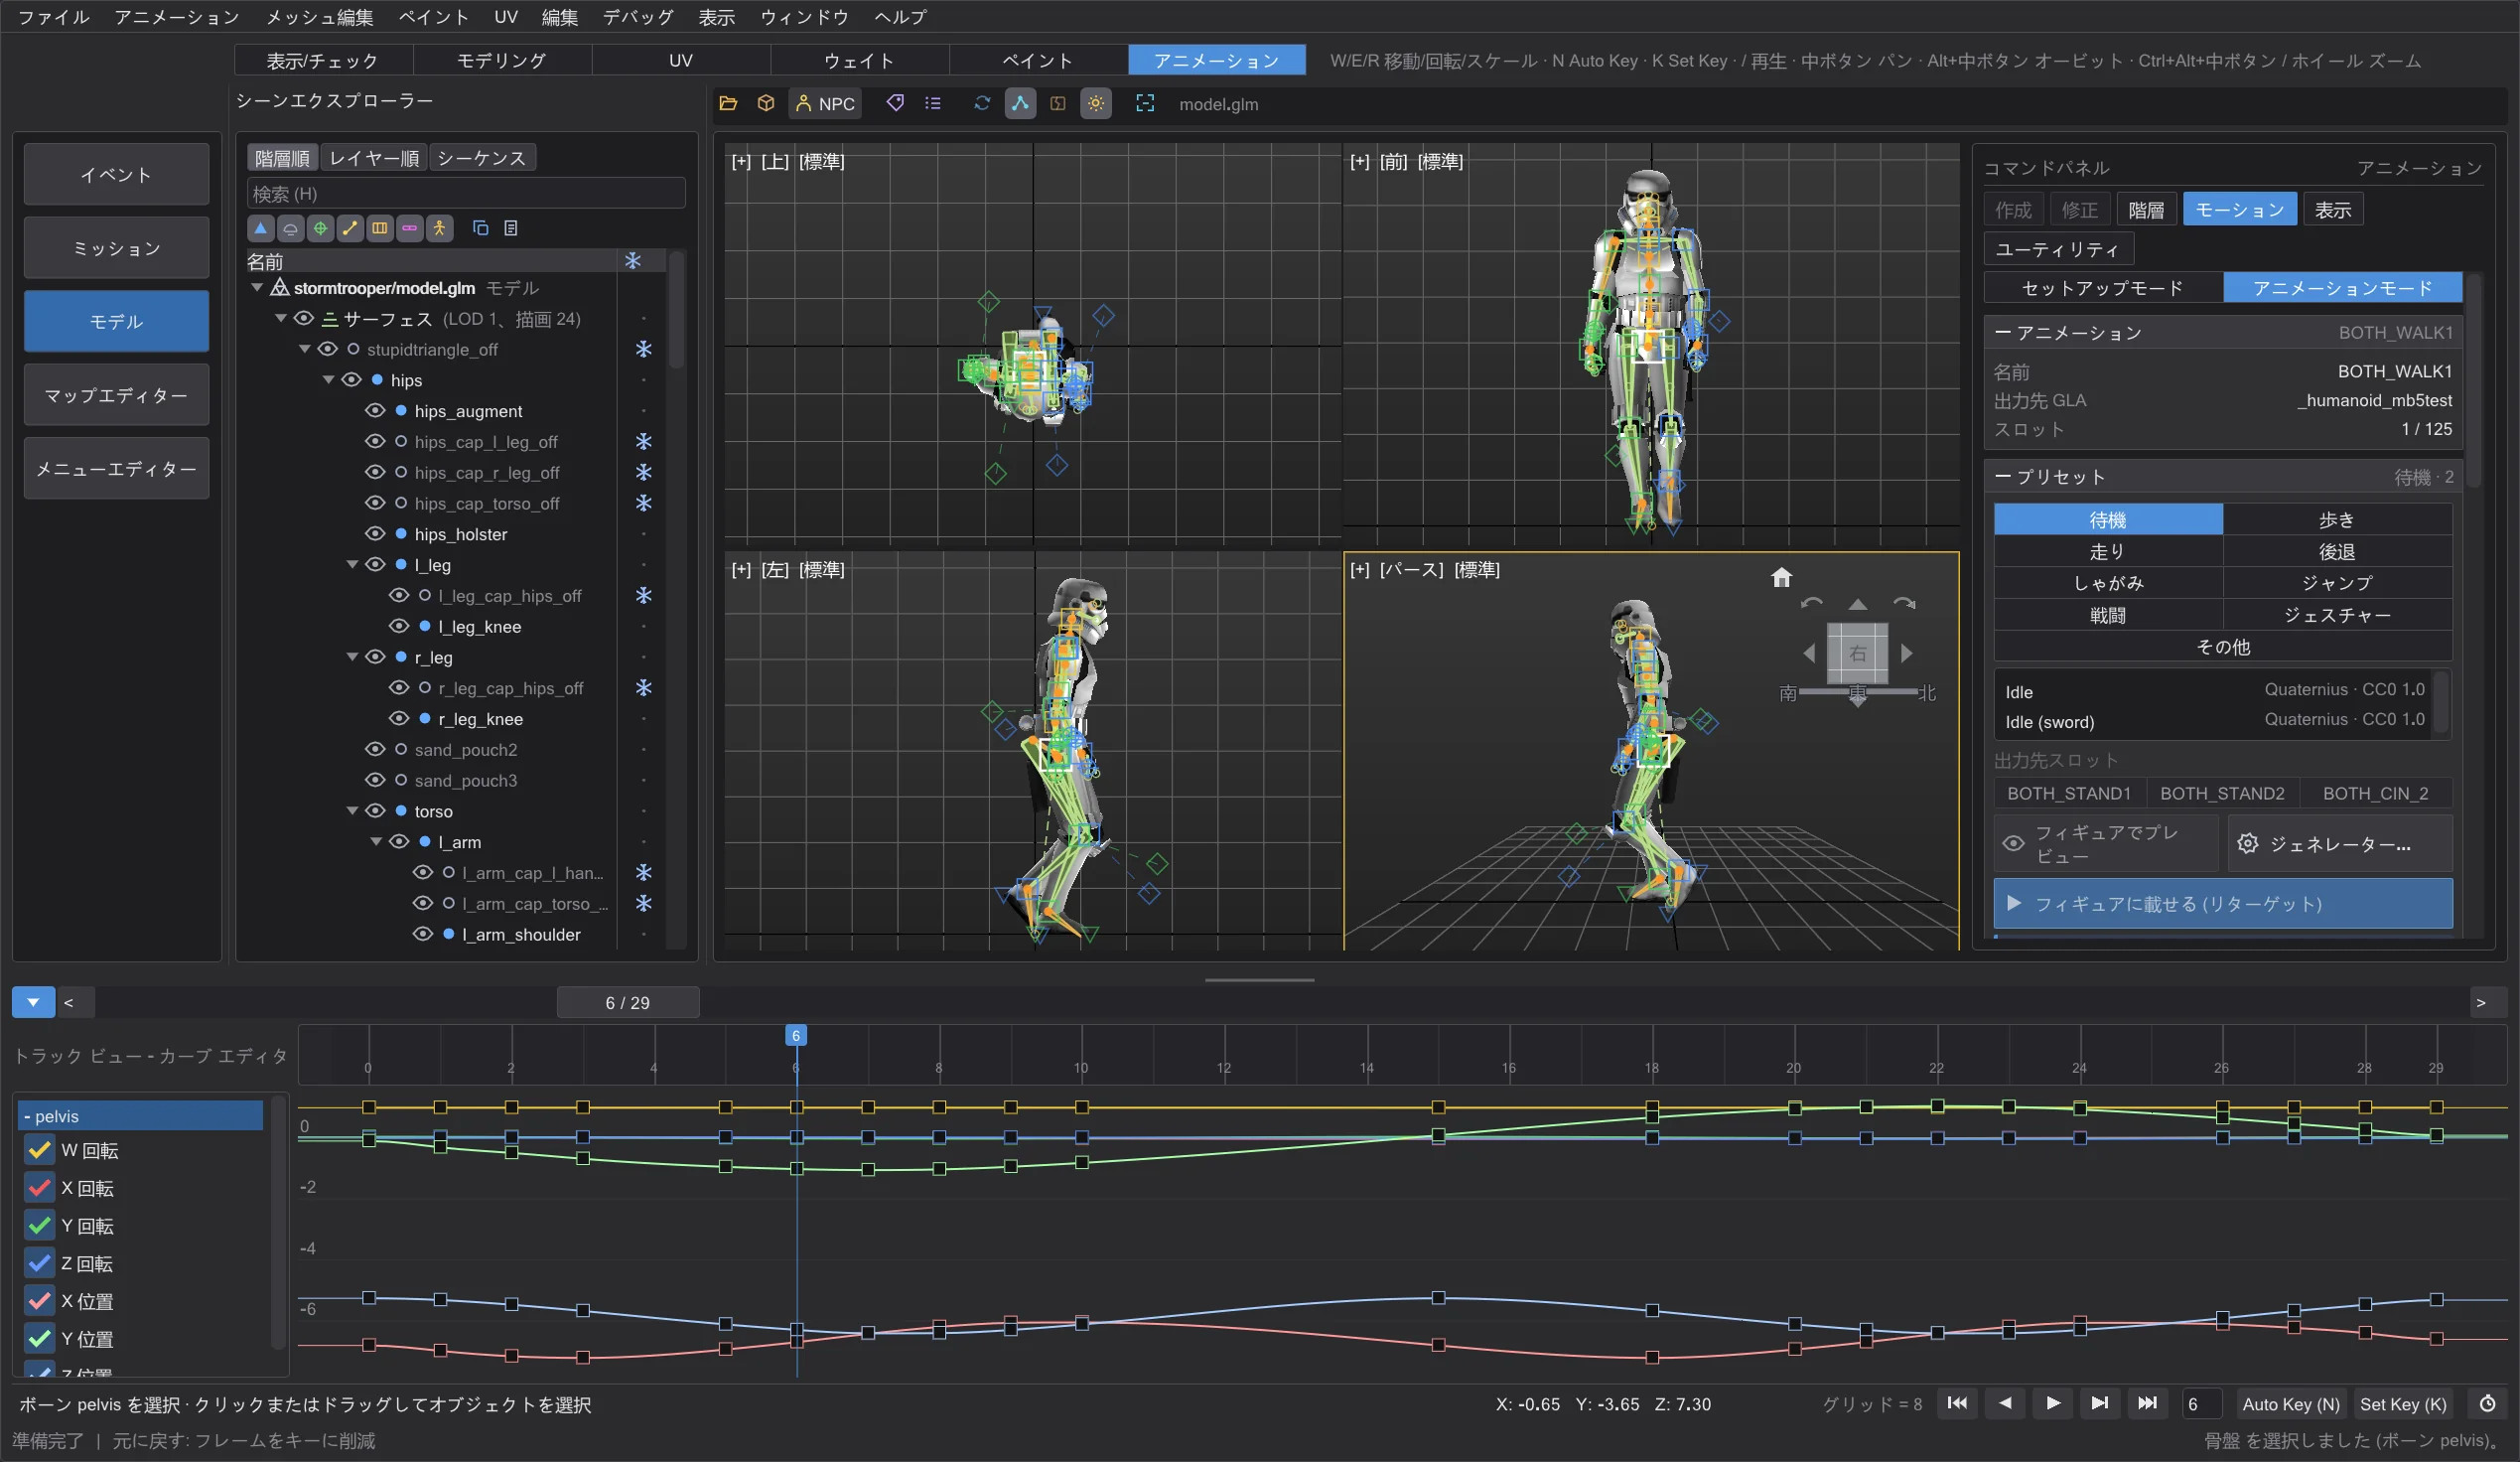 ファイル アニメーション メッシュ編集 ペイント UV 編集 デバッグ 表示 ウィンドウ ヘルプ
表示/チェック モデリング UV ウェイト ペイント アニメーション W/E/R 移動/回転/スケール · N Auto Key · K Set Key · / 再生 · 中ボタン パン · Alt+中ボタン オービット · Ctrl+Alt+中ボタン / ホイール ズーム
シーンエクスプローラー
NPC model.glm
イベント
ミッション
モデル
マップエディター
メニューエディター
階層順 レイヤー順 シーケンス
検索 (H)
名前
stormtrooper/model.glm モデル
サーフェス (LOD 1、描画 24)
stupidtriangle_off
hips
hips_augment
hips_cap_l_leg_off
hips_cap_r_leg_off
hips_cap_torso_off
hips_holster
l_leg
l_leg_cap_hips_off
l_leg_knee
r_leg
r_leg_cap_hips_off
r_leg_knee
sand_pouch2
sand_pouch3
torso
l_arm
l_arm_cap_l_han...
l_arm_cap_torso_...
l_arm_shoulder
[+] [上] [標準]
[+] [前] [標準]
[+] [左] [標準]
[+] [パース] [標準]
右
南 東 北
コマンドパネル アニメーション
作成 修正 階層 モーション 表示
ユーティリティ
セットアップモード アニメーションモード
アニメーション BOTH_WALK1
名前 BOTH_WALK1
出力先 GLA _humanoid_mb5test
スロット 1 / 125
プリセット 待機 · 2
待機 歩き
走り 後退
しゃがみ ジャンプ
戦闘 ジェスチャー
その他
Idle Quaternius · CC0 1.0
Idle (sword) Quaternius · CC0 1.0
出力先スロット
BOTH_STAND1 BOTH_STAND2 BOTH_CIN_2
フィギュアでプレ
ビュー
ジェネレーター...
フィギュアに載せる (リターゲット)
< 6 / 29 >
トラック ビュー - カーブ エディタ
6
0 2 4 6 8 10 12 14 16 18 20 22 24 26 28 29
- pelvis
W 回転
X 回転
Y 回転
Z 回転
X 位置
Y 位置
Z 位置
0
-2
-4
-6
ボーン pelvis を選択 · クリックまたはドラッグしてオブジェクトを選択 X: -0.65 Y: -3.65 Z: 7.30 グリッド = 8 6 Auto Key (N) Set Key (K)
準備完了 | 元に戻す: フレームをキーに削減 骨盤 を選択しました (ボーン pelvis)。